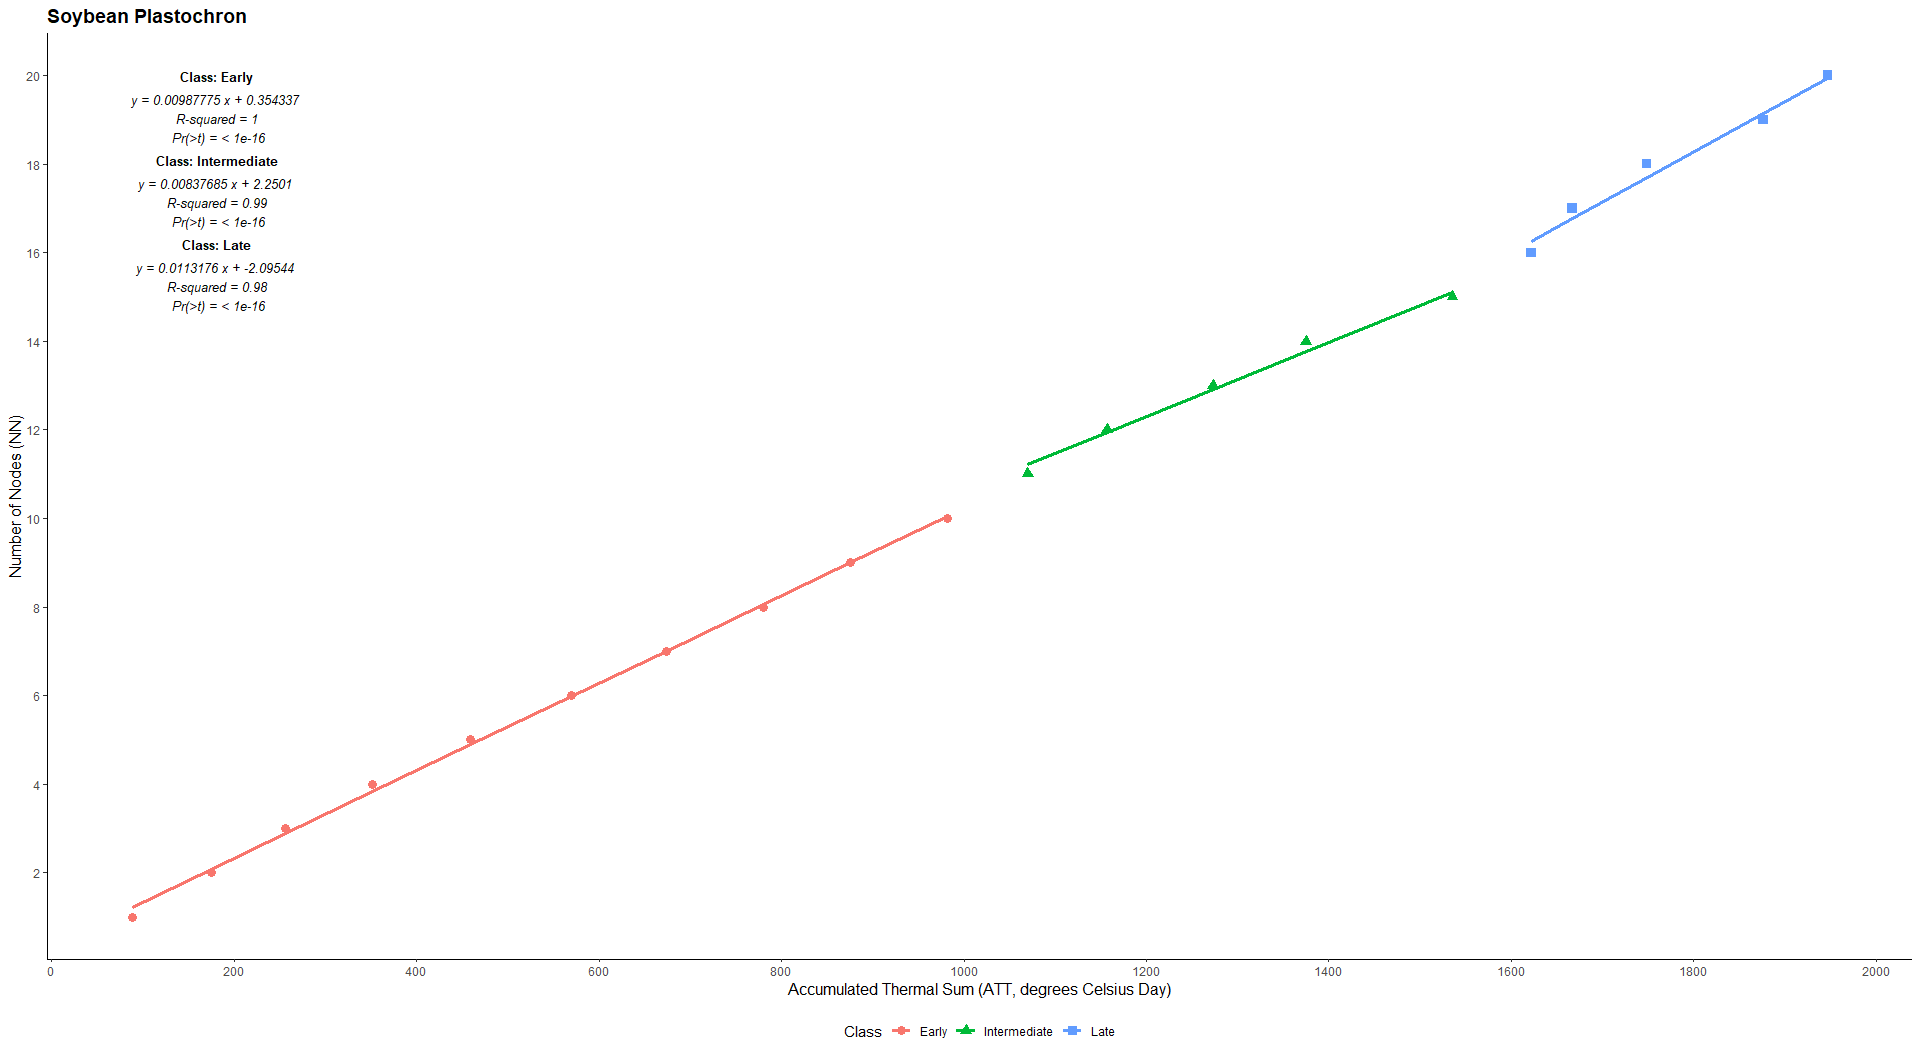 Soybean Plastochron
Class: Early
y = 0.00987775 x + 0.354337
R-squared = 1
Pr(>t) = < 1e-16
Class: Intermediate
y = 0.00837685 x + 2.2501
R-squared = 0.99
Pr(>t) = < 1e-16
Class: Late
y = 0.0113176 x + -2.09544
R-squared = 0.98
Pr(>t) = < 1e-16
20
18
16
14
12
10
8
6
4
2
Number of Nodes (NN)
0 200 400 600 800 1000 1200 1400 1600 1800 2000
Accumulated Thermal Sum (ATT, degrees Celsius Day)
Class Early Intermediate Late